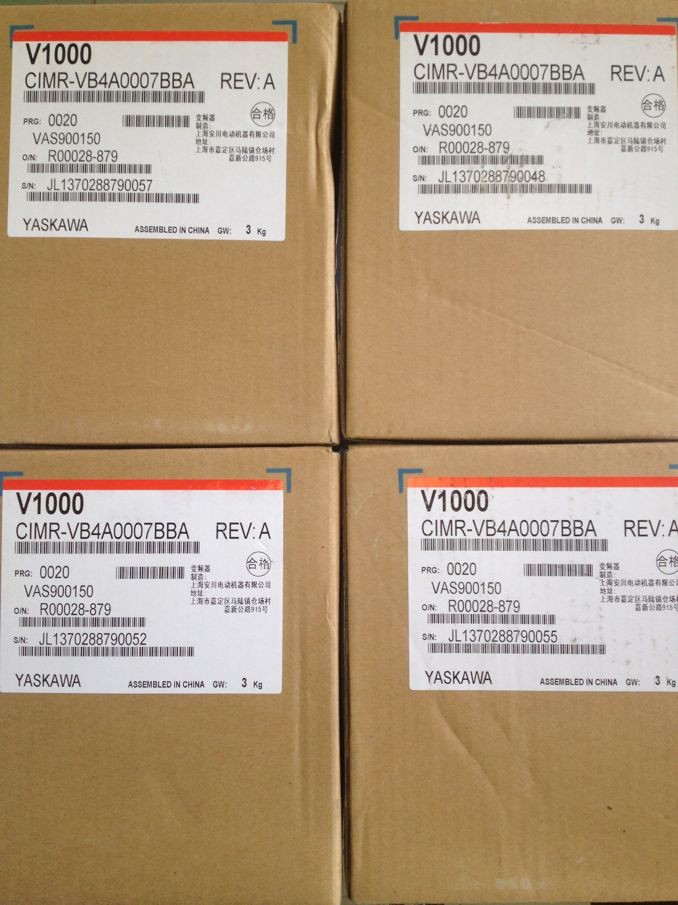 V1000
CIMR-VB4A0007BBA REV: A
PRG: 0020
变频器
制造:
上海安川电动机器有限公司
地址:
上海市嘉定区马陆镇仓场村
嘉新公路915号
合格
VAS900150
O/N: R00028-879
S/N: JL1370288790057
YASKAWA ASSEMBLED IN CHINA GW: 3 Kg
V1000
CIMR-VB4A0007BBA REV: A
PRG: 0020
变频器
制造:
上海安川电动机器有限公司
地址:
上海市嘉定区马陆镇仓场村
嘉新公路915号
合格
VAS900150
O/N: R00028-879
S/N: JL1370288790048
YASKAWA ASSEMBLED IN CHINA GW: 3 Kg
V1000
CIMR-VB4A0007BBA REV: A
PRG: 0020
变频器
制造:
上海安川电动机器有限公司
地址:
上海市嘉定区马陆镇仓场村
嘉新公路915号
合格
VAS900150
O/N: R00028-879
S/N: JL1370288790052
YASKAWA ASSEMBLED IN CHINA GW: 3 Kg
V1000
CIMR-VB4A0007BBA REV: A
PRG: 0020
变频器
制造:
上海安川电动机器有限公司
地址:
上海市嘉定区马陆镇仓场村
嘉新公路915号
合格
VAS900150
O/N: R00028-879
S/N: JL1370288790055
YASKAWA ASSEMBLED IN CHINA GW: 3 Kg